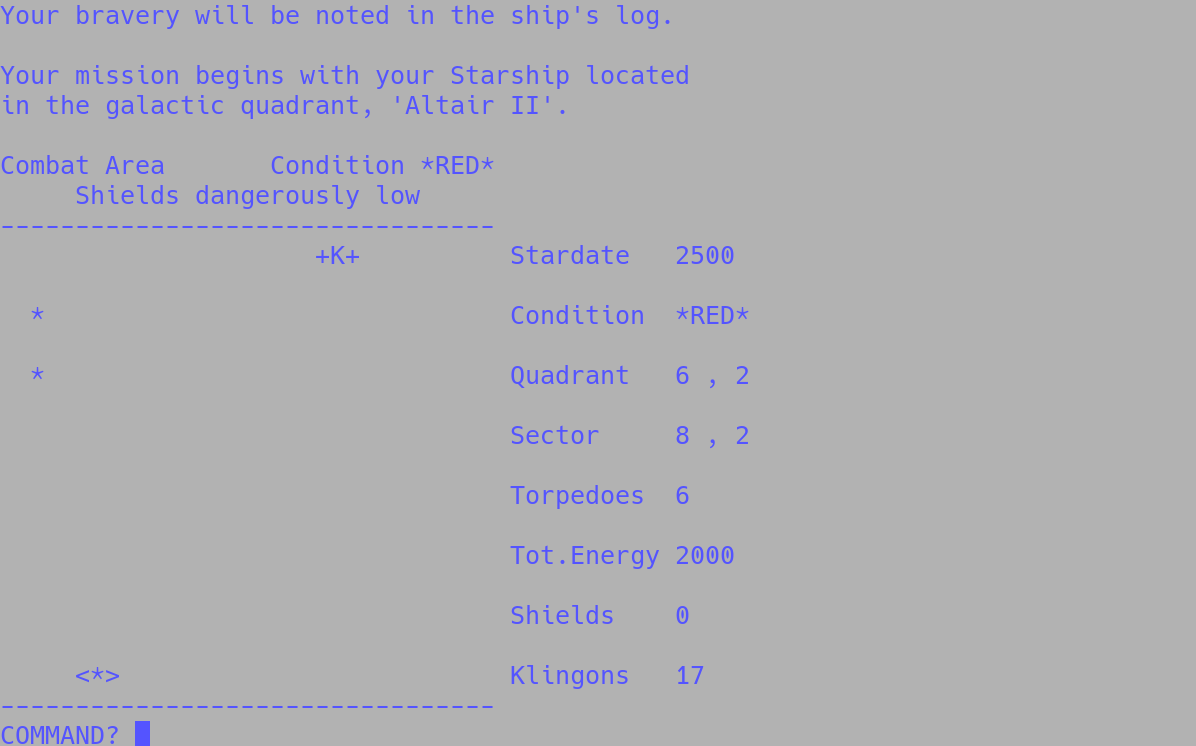 Your bravery will be noted in the ship's log.

Your mission begins with your Starship located
in the galactic quadrant, 'Altair II'.

Combat Area       Condition *RED*
     Shields dangerously low
---------------------------------
                     +K+          Stardate   2500

  *                               Condition  *RED*

  *                               Quadrant   6 , 2

                                  Sector     8 , 2

                                  Torpedoes  6

                                  Tot.Energy 2000

                                  Shields    0

     <*>                          Klingons   17
---------------------------------
COMMAND?